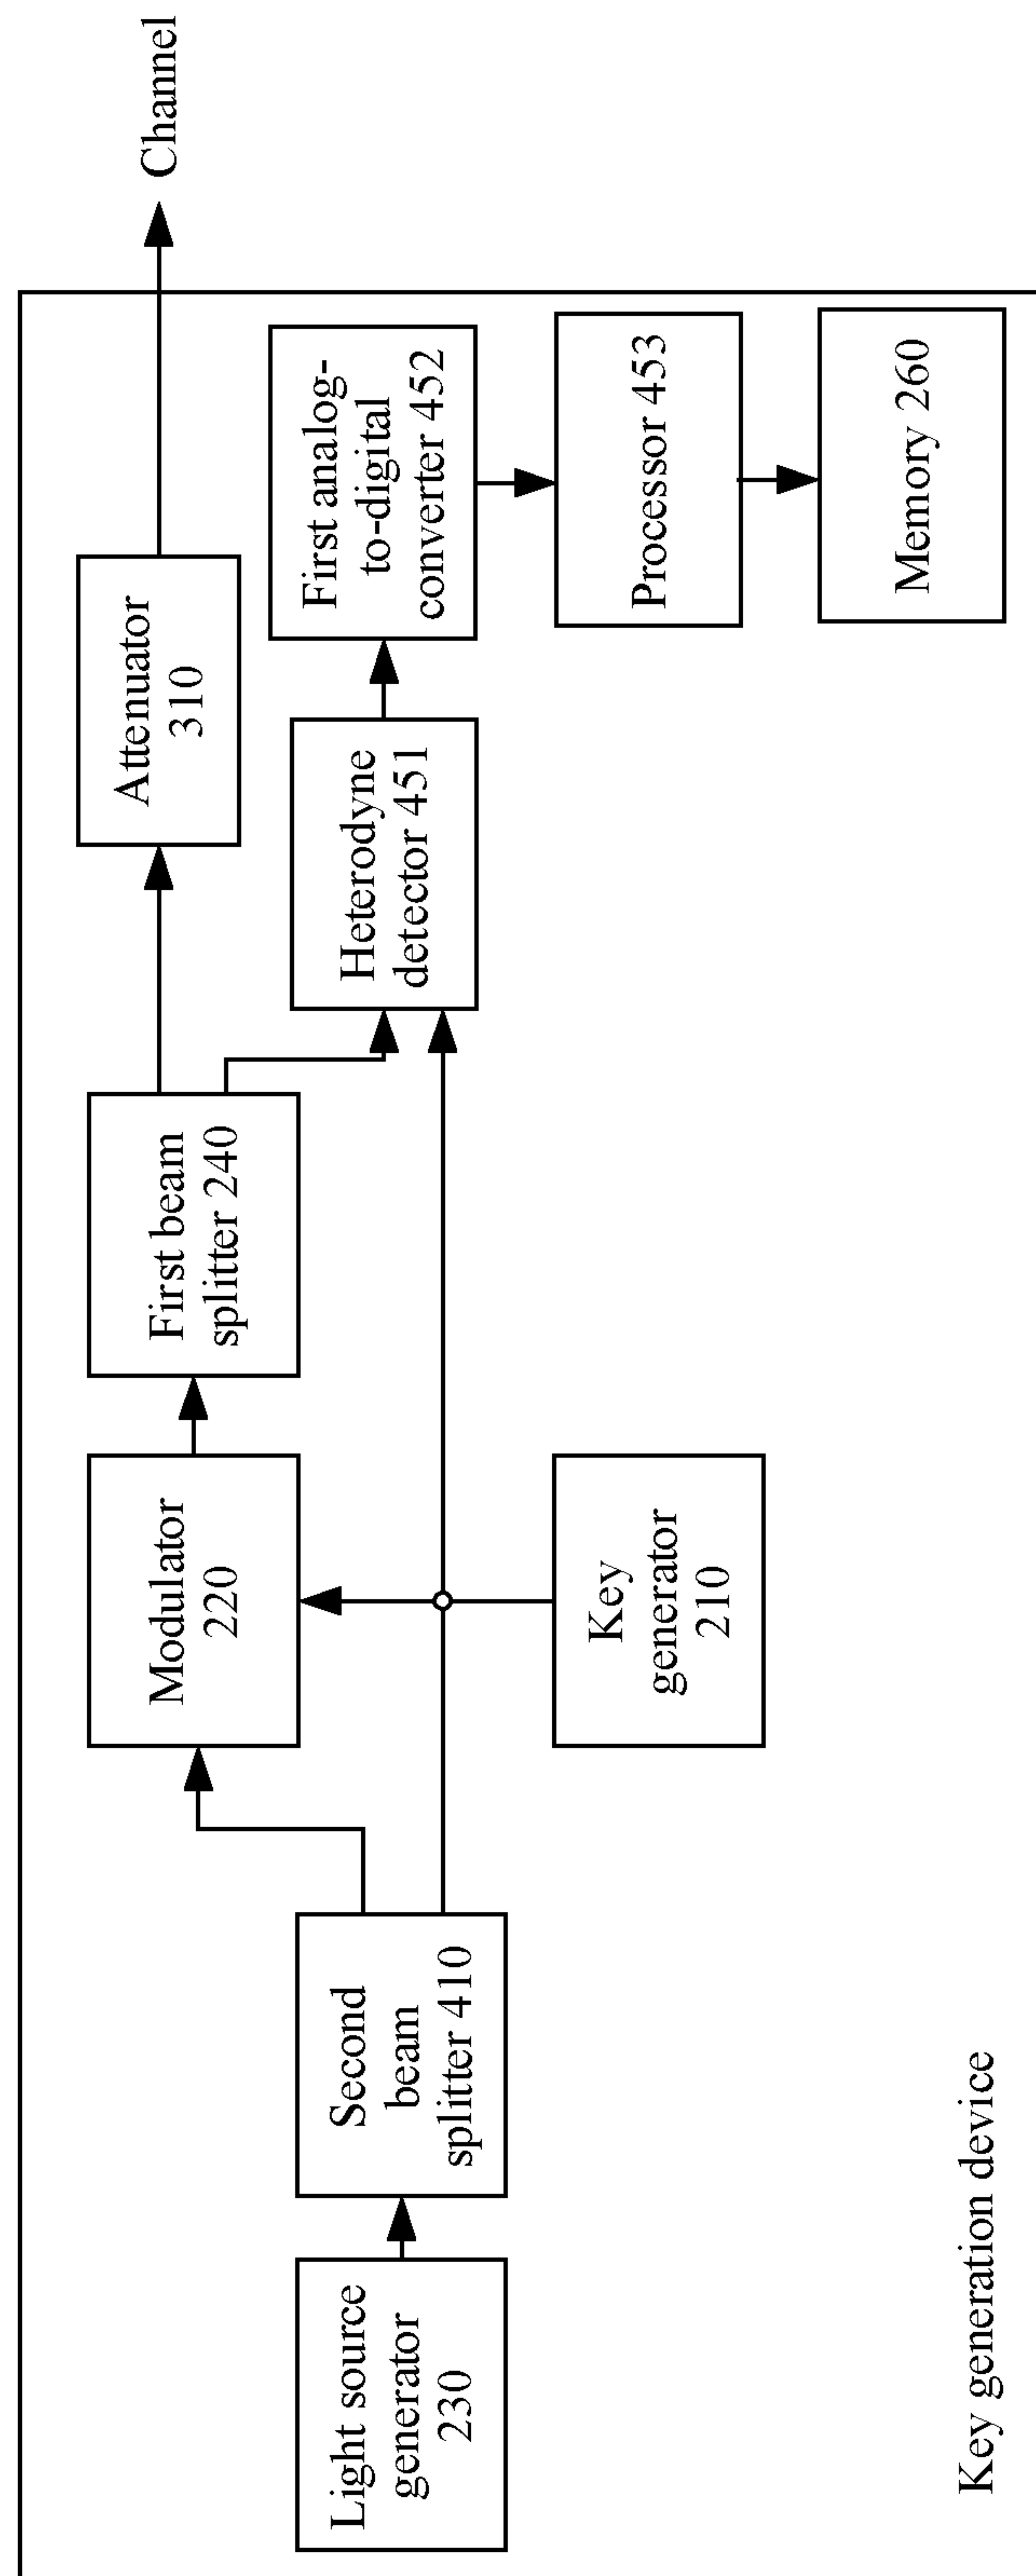 Channel
Attenuator
310
First analog-
to-digital
converter 452
Processor 453
Memory 260
Heterodyne
detector 451
First beam
splitter 240
Modulator
220
Key
generator
210
Second
beam
splitter 410
Light source
generator
230
Key generation device